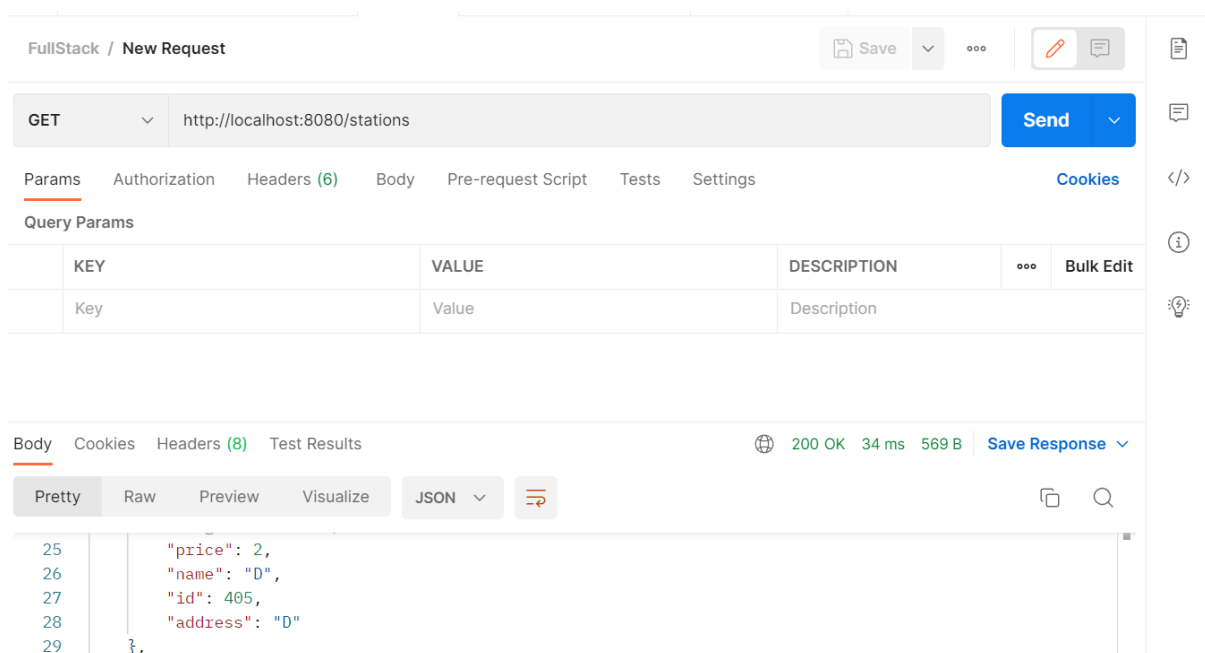 FullStack / New Request Save ooo
GET http://localhost:8080/stations Send
Params Authorization Headers (6) Body Pre-request Script Tests Settings Cookies
Query Params
KEY VALUE DESCRIPTION ooo Bulk Edit
Key Value Description
Body Cookies Headers (8) Test Results 200 OK 34 ms 569 B Save Response
Pretty Raw Preview Visualize JSON
25 "price": 2,
26 "name": "D",
27 "id": 405,
28 "address": "D"
29 },